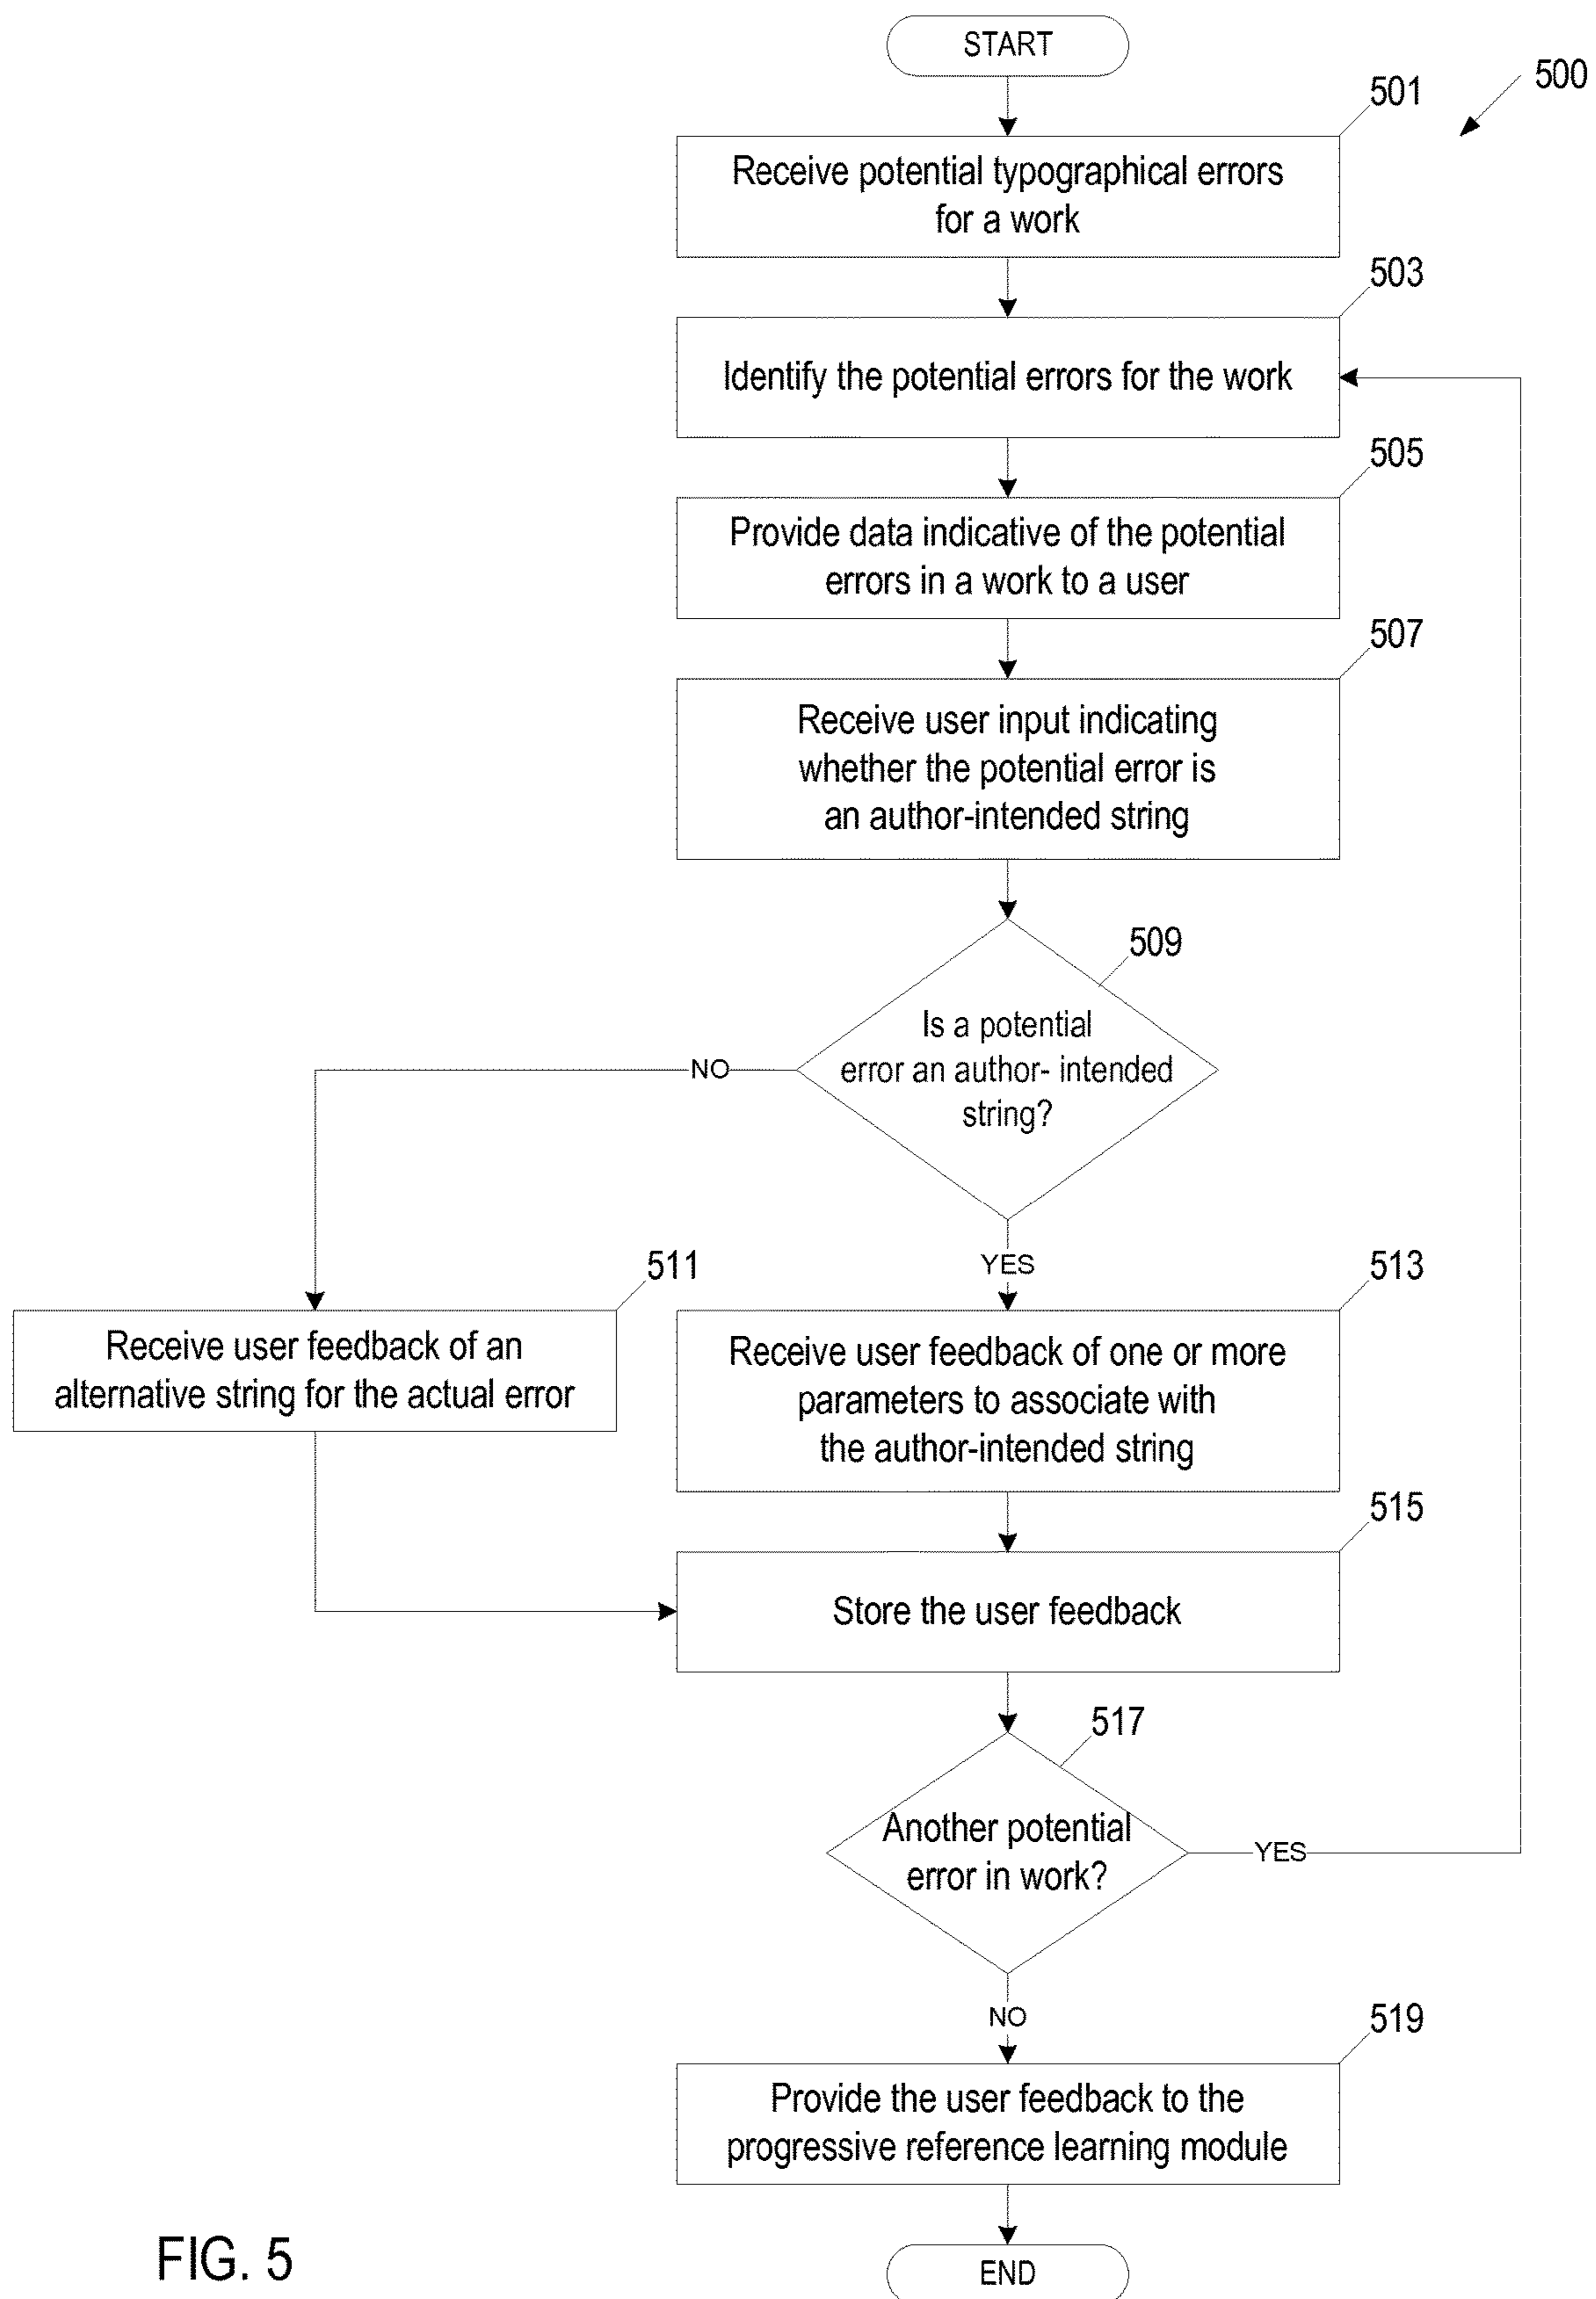 START
500
501
Receive potential typographical errors
for a work
503
Identify the potential errors for the work
505
Provide data indicative of the potential
errors in a work to a user
507
Receive user input indicating
whether the potential error is
an author-intended string
509
Is a potential
error an author- intended
string?
NO
YES
511
Receive user feedback of an
alternative string for the actual error
513
Receive user feedback of one or more
parameters to associate with
the author-intended string
515
Store the user feedback
517
Another potential
error in work?
YES
NO
519
Provide the user feedback to the
progressive reference learning module
END
FIG. 5